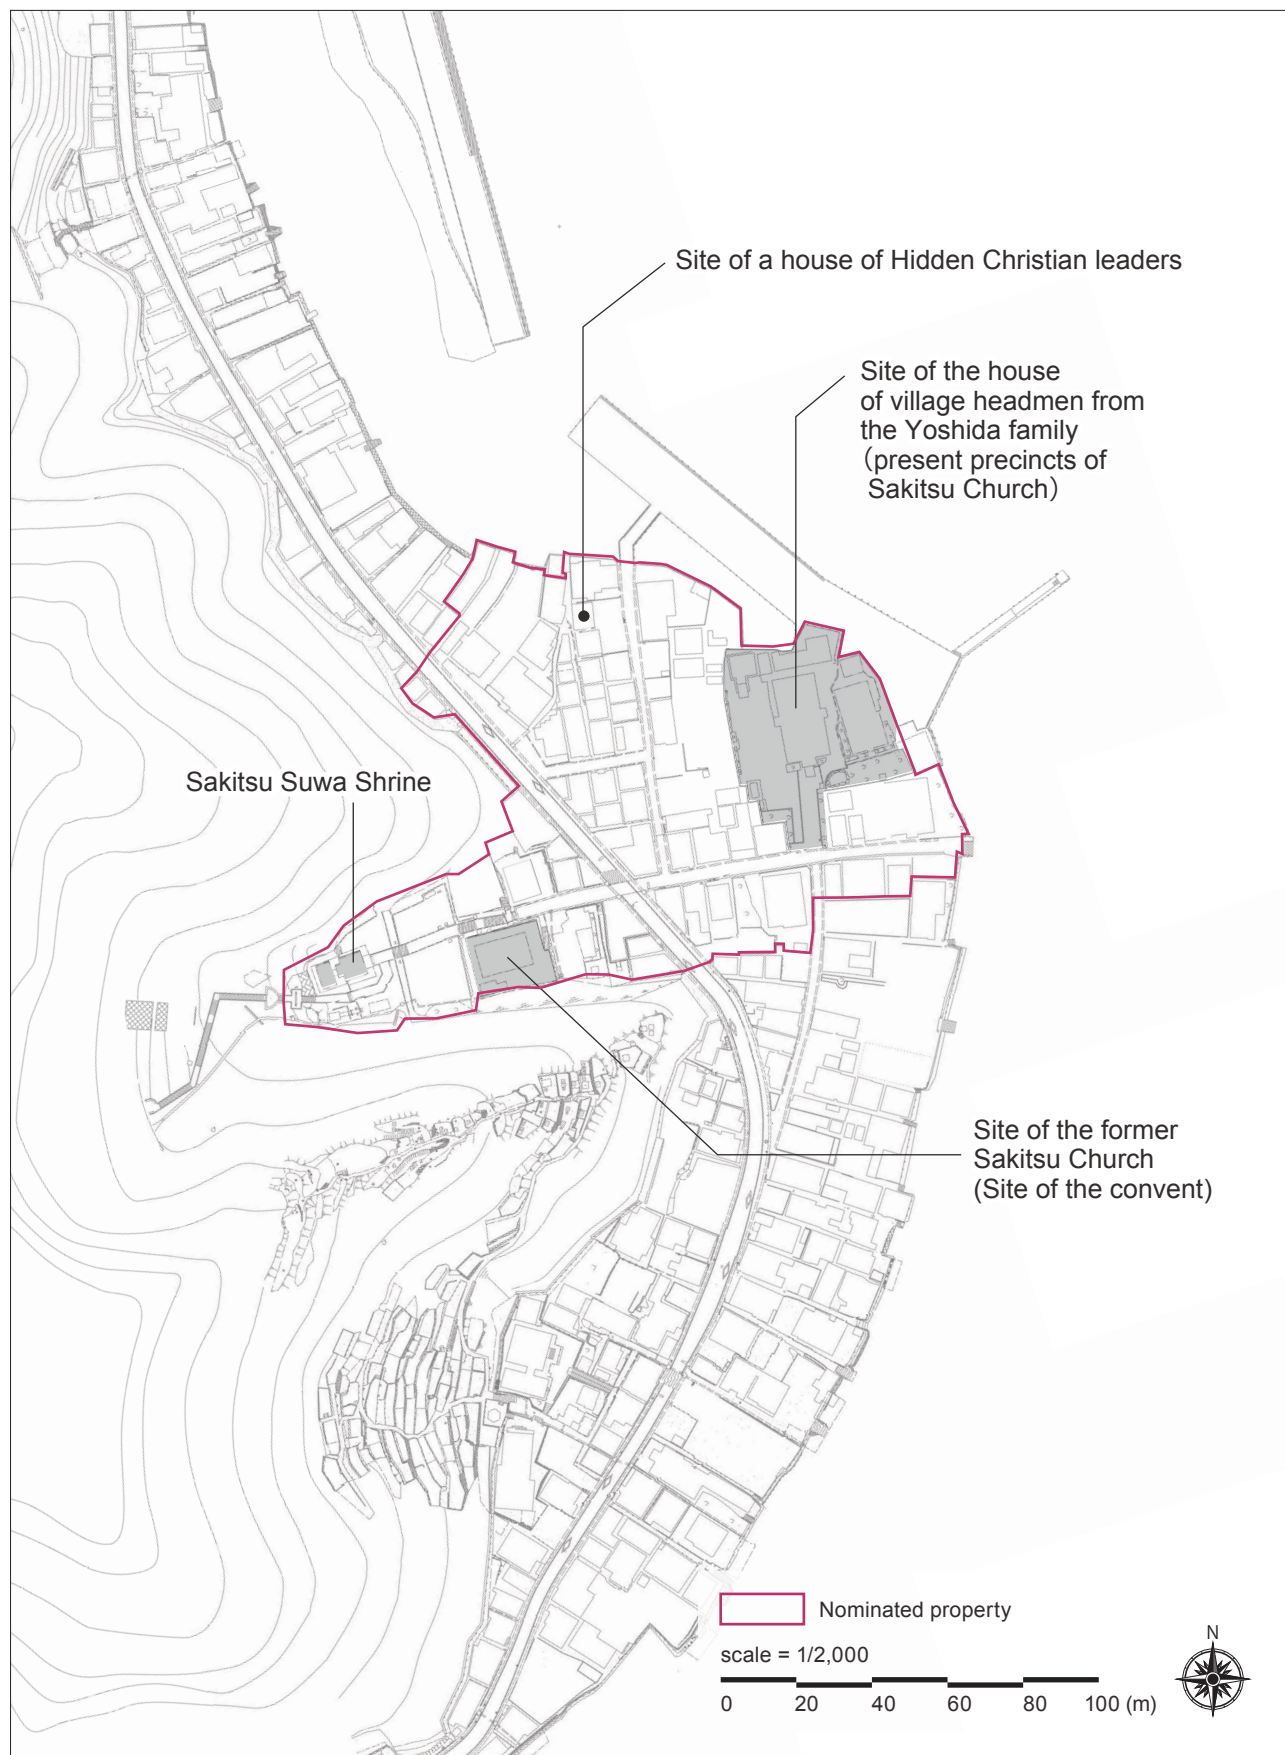 Site of a house of Hidden Christian leaders
Site of the house
of village headmen from
the Yoshida family
（present precincts of
Sakitsu Church）
Sakitsu Suwa Shrine
Site of the former
Sakitsu Church
(Site of the convent)
Nominated property
scale = 1/2,000
0 20 40 60 80 100 (m)
N